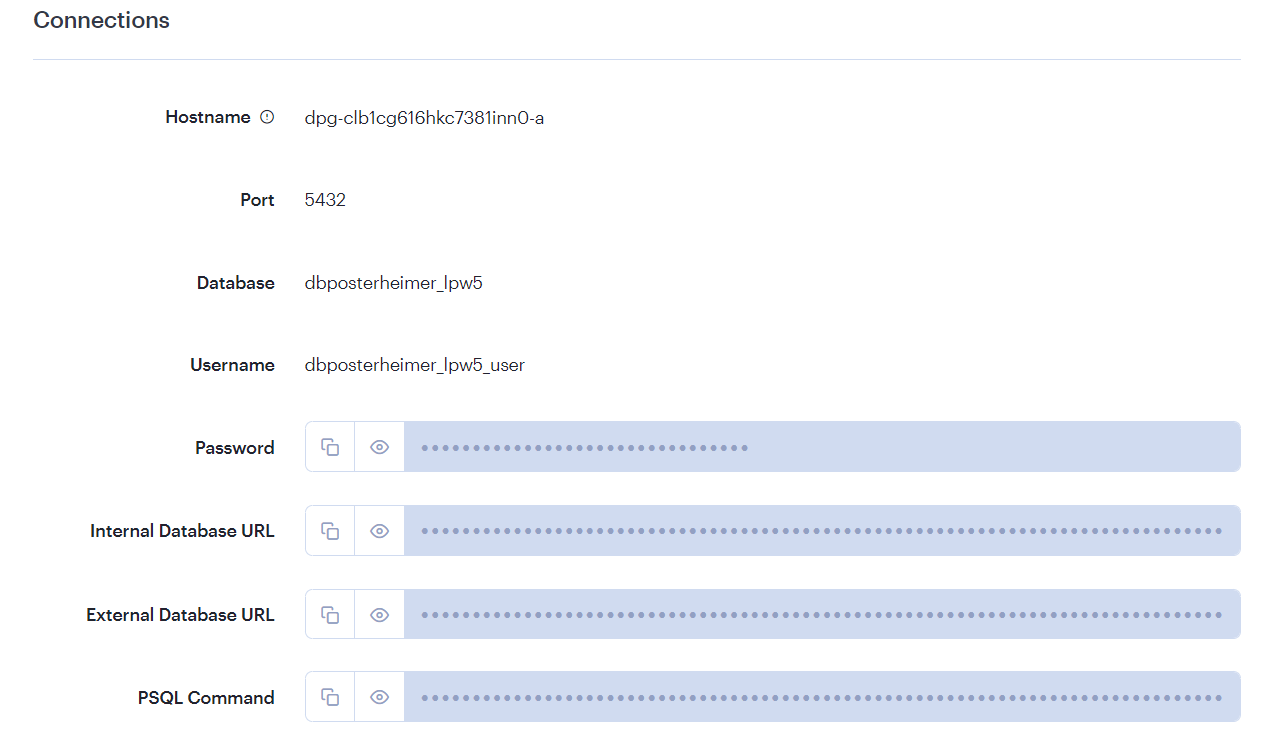 Connections
Hostname dpg-clb1cg616hkc7381inn0-a
Port 5432
Database dbposterheimer_lpw5
Username dbposterheimer_lpw5_user
Password ••••••••••••••••••••••••••••••••
Internal Database URL ••••••••••••••••••••••••••••••••••••••••••••••••••••••••••••••••••••••••••••••
External Database URL ••••••••••••••••••••••••••••••••••••••••••••••••••••••••••••••••••••••••••••••
PSQL Command ••••••••••••••••••••••••••••••••••••••••••••••••••••••••••••••••••••••••••••••